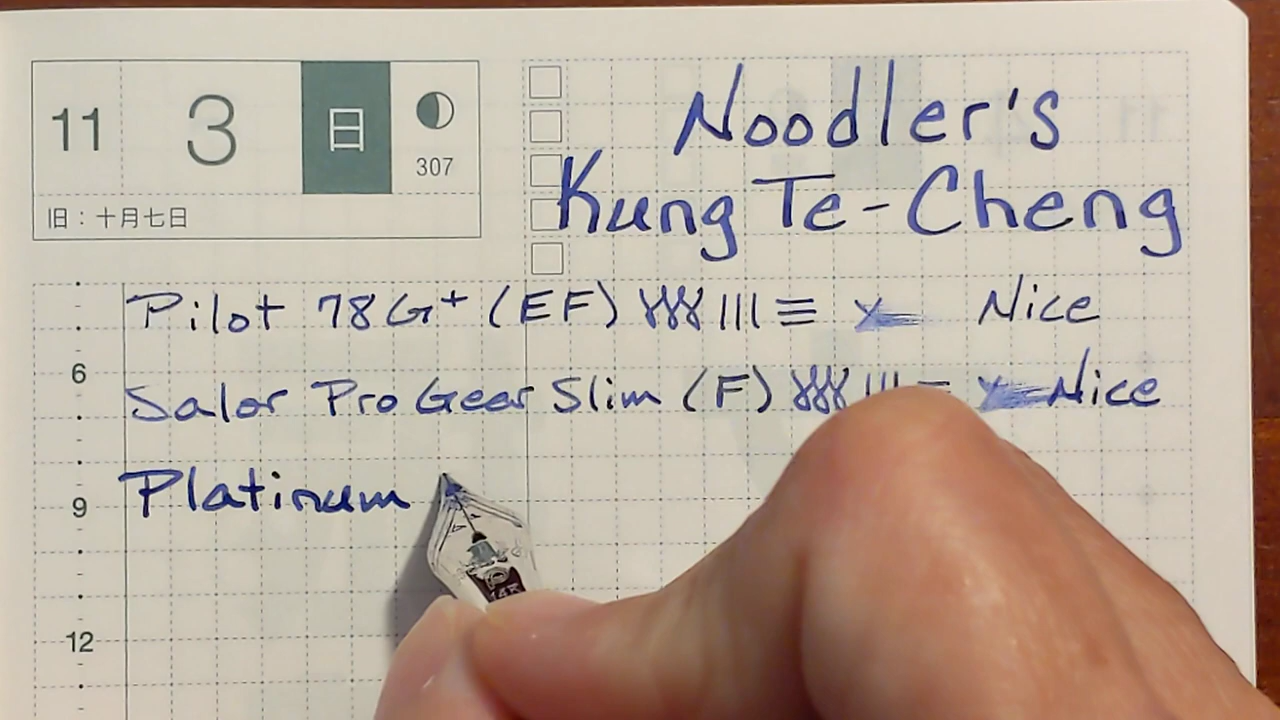 11 3 日
307
旧：十月七日
Noodler's
Kung Te-Cheng
Pilot 78G+ (EF) Nice
6
Sailor Pro Gear Slim (F) Nice
9
Platinum
12
14K